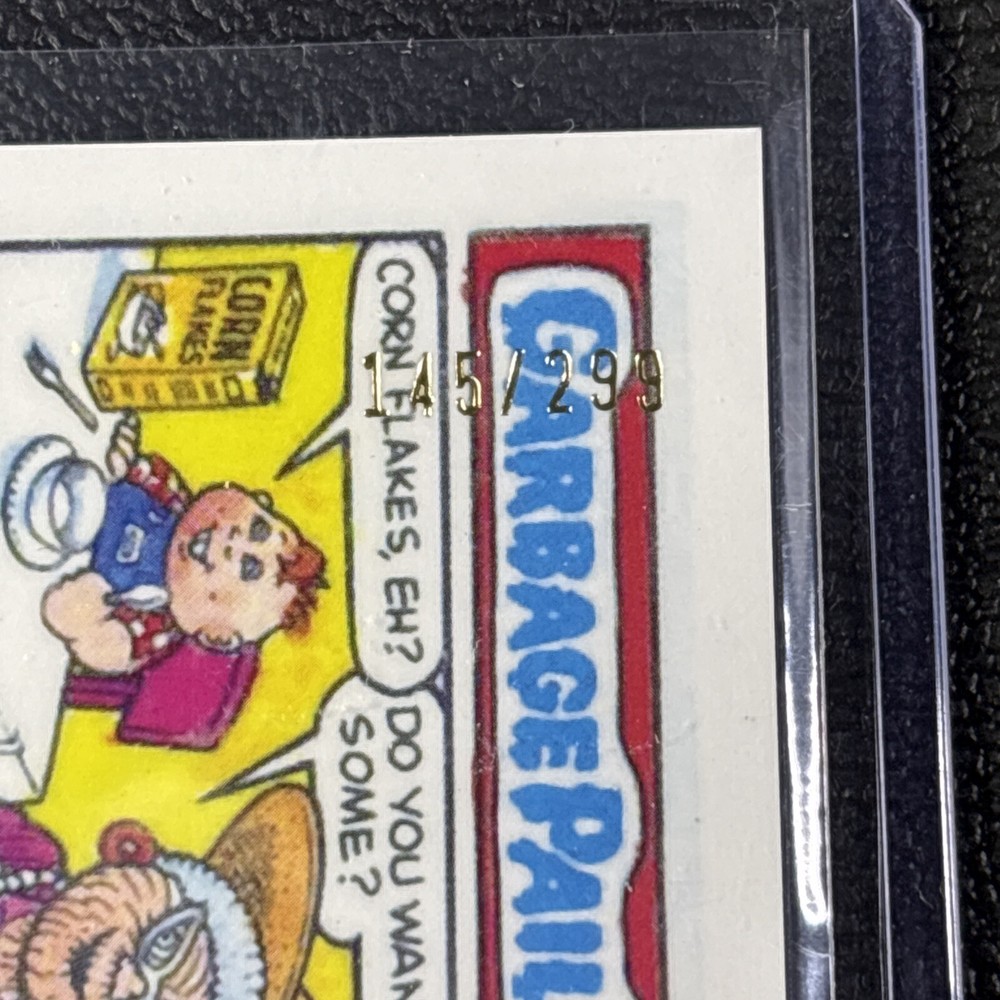 145/299
GARBAGE PAIL
CORN FLAKES, EH?
DO YOU WAN
SOME?
CORN
FLAKES